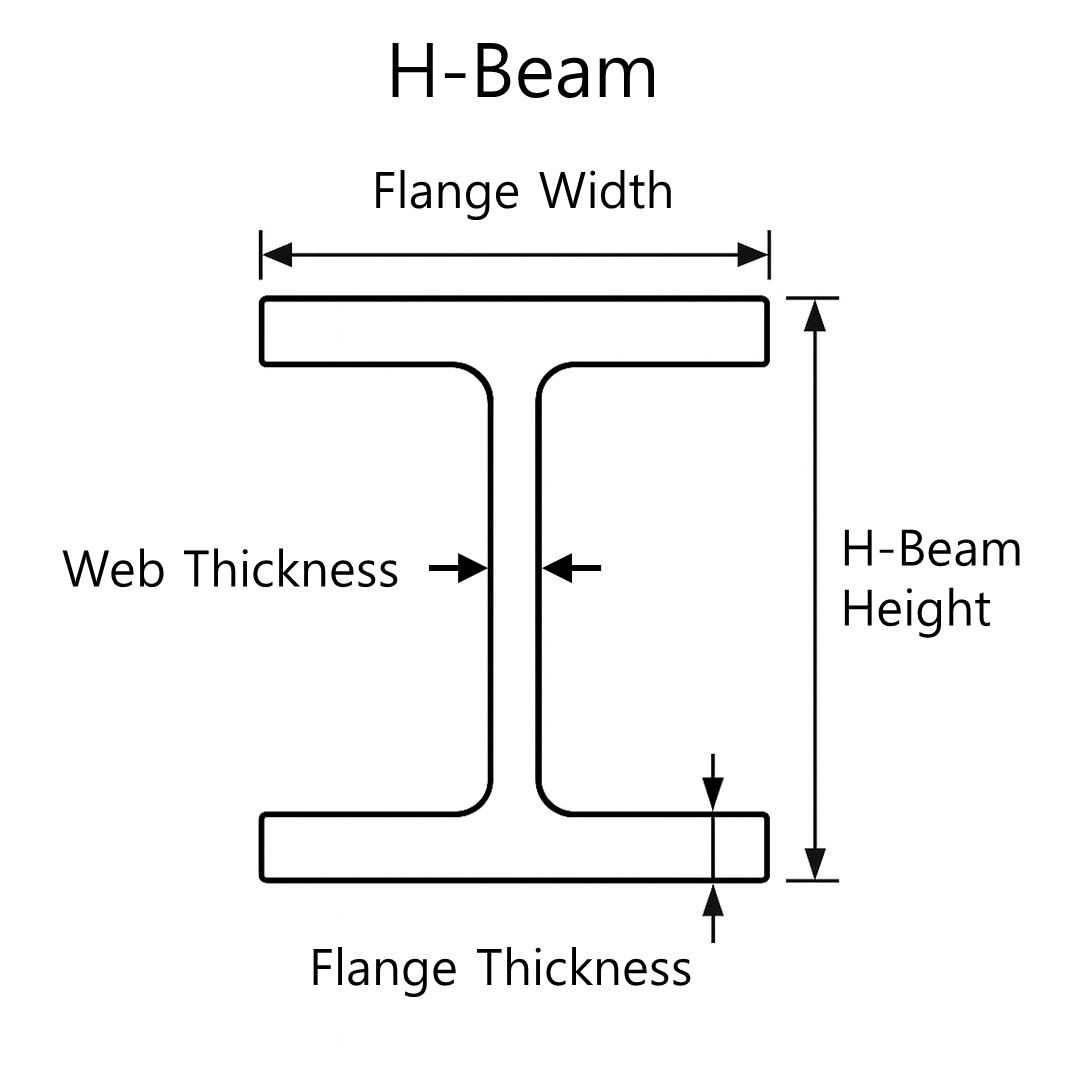 H-Beam
Flange Width
Web Thickness
H-Beam
Height
Flange Thickness